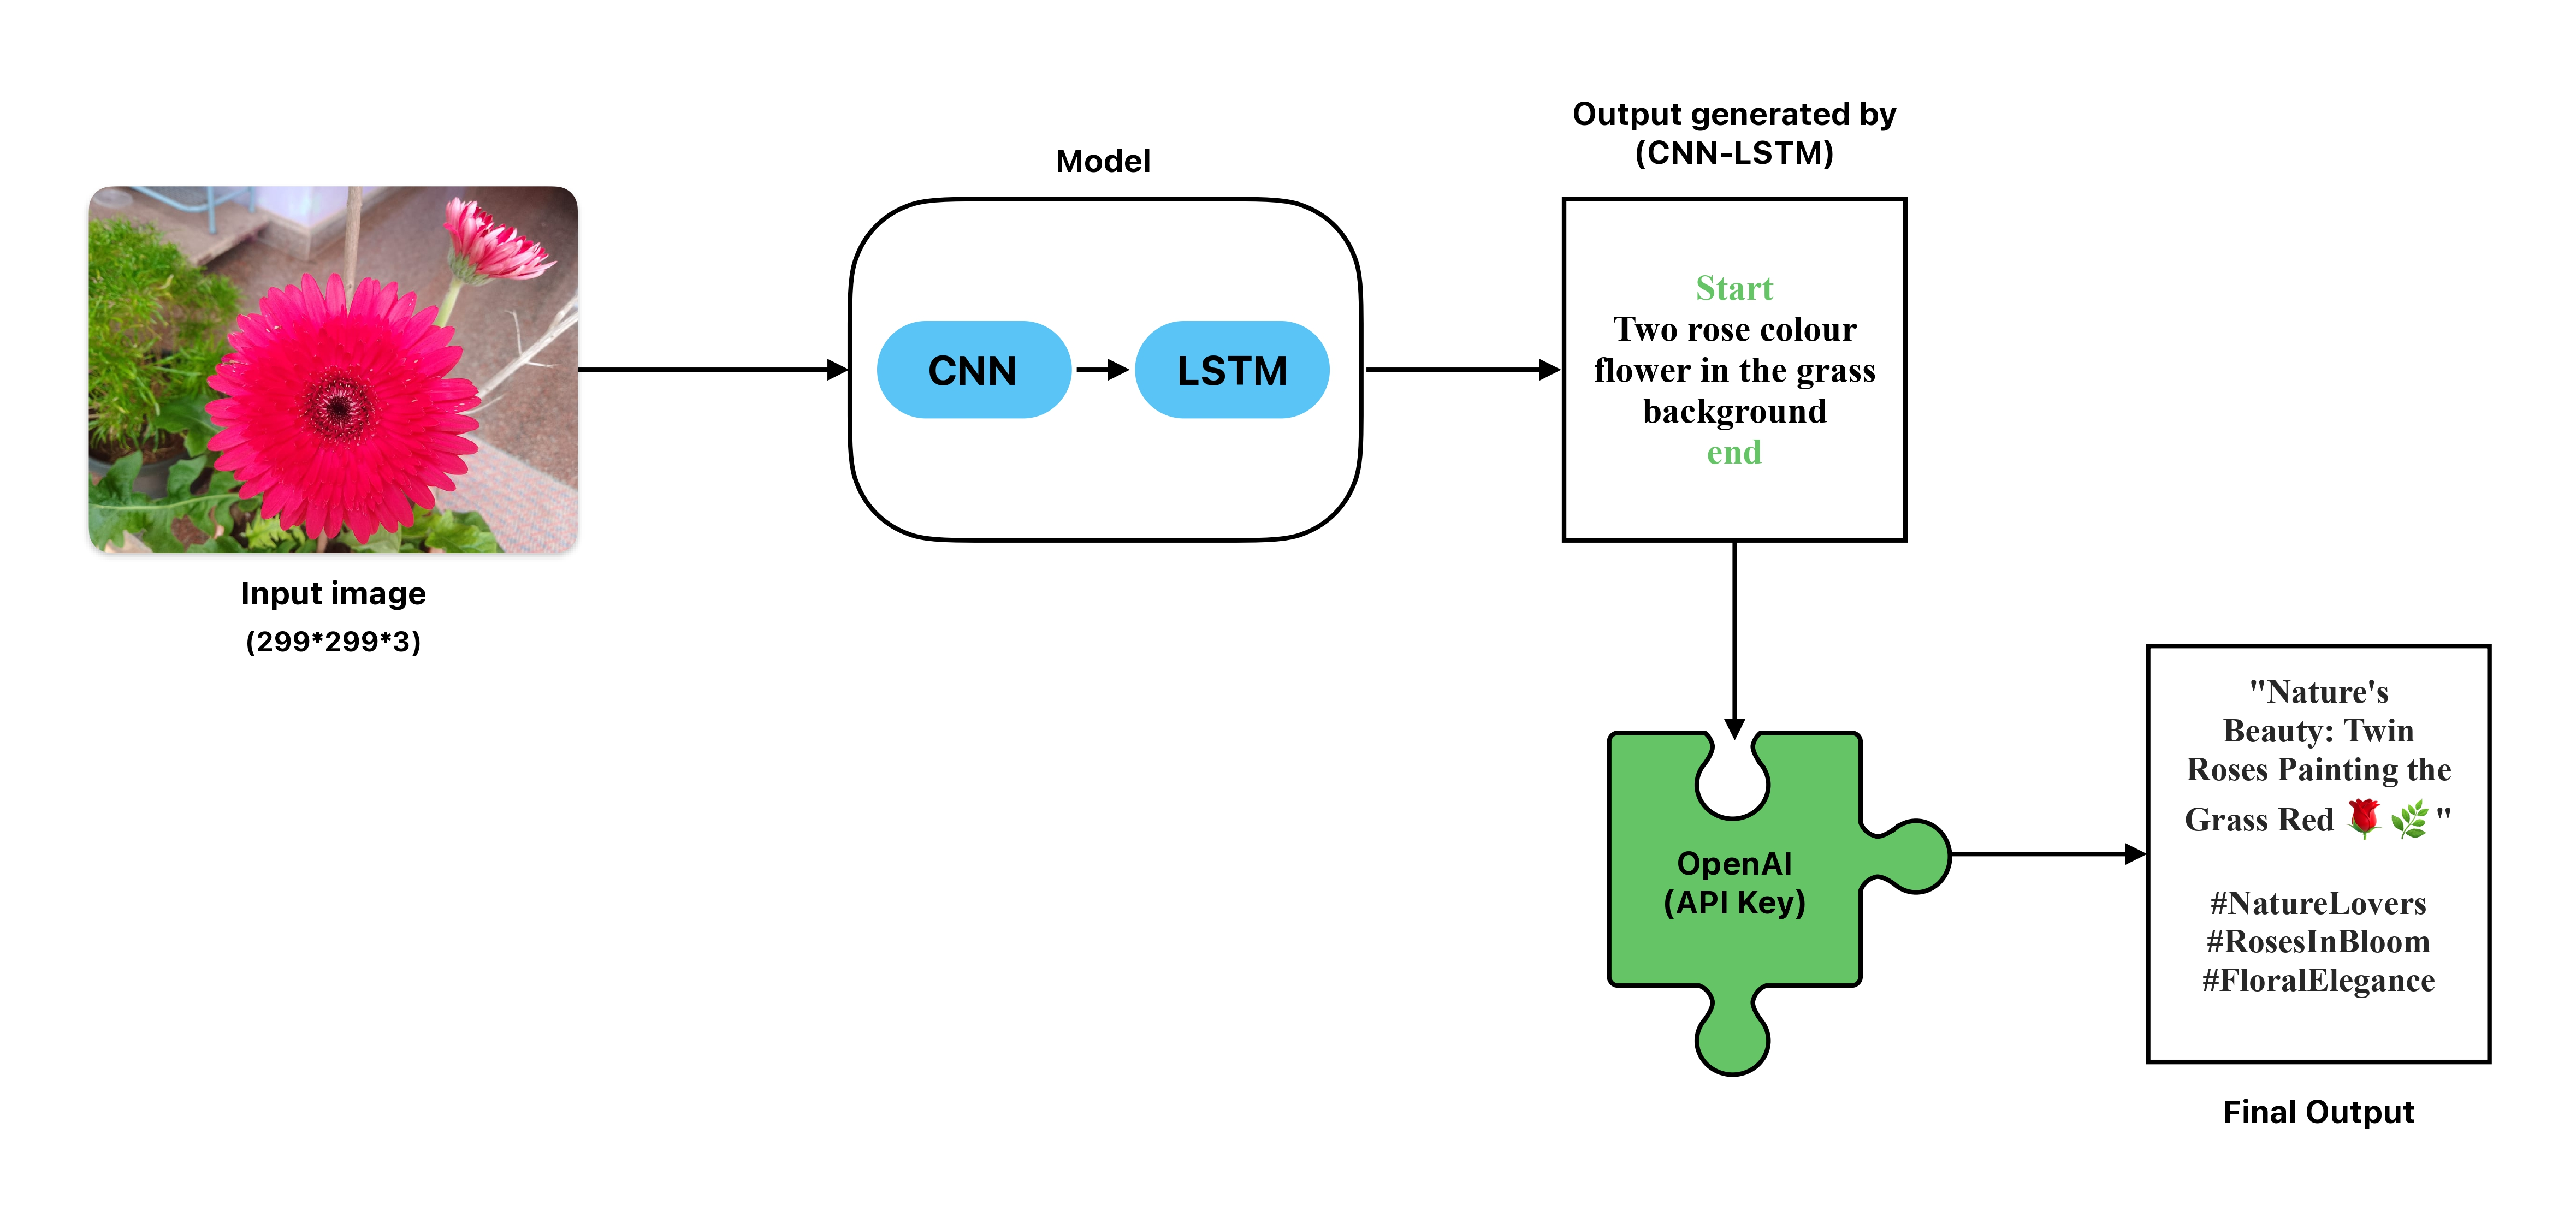 Input image
(299*299*3)
Model
CNN
LSTM
Output generated by
(CNN-LSTM)
Start
Two rose colour
flower in the grass
background
end
OpenAI
(API Key)
"Nature's
Beauty: Twin
Roses Painting the
Grass Red 🌹🌿"
#NatureLovers
#RosesInBloom
#FloralElegance
Final Output